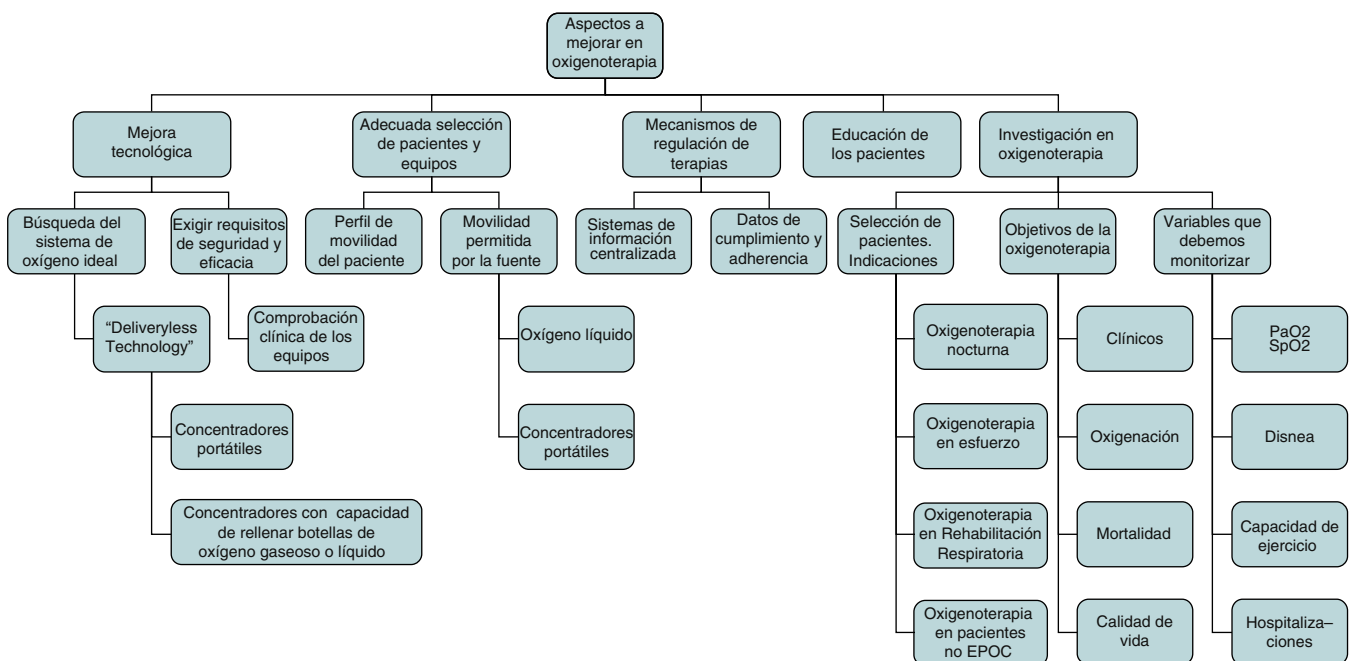 Aspectos a
mejorar en
oxigenoterapia
Mejora
tecnológica
Adecuada selección
de pacientes y
equipos
Mecanismos de
regulación de
terapias
Educación de
los pacientes
Investigación en
oxigenoterapia
Búsqueda del
sistema de
oxígeno ideal
Exigir requisitos
de seguridad y
eficacia
Perfil de
movilidad
del paciente
Movilidad
permitida
por la fuente
Sistemas de
información
centralizada
Datos de
cumplimiento y
adherencia
Selección de
pacientes.
Indicaciones
Objetivos de la
oxigenoterapia
Variables que
debemos
monitorizar
“Deliveryless
Technology”
Comprobación
clínica de los
equipos
Oxígeno líquido
Oxigenoterapia
nocturna
Clínicos
PaO2
SpO2
Concentradores
portátiles
Concentradores
portátiles
Oxigenoterapia
en esfuerzo
Oxigenación
Disnea
Concentradores con capacidad
de rellenar botellas de
oxígeno gaseoso o líquido
Oxigenoterapia
en Rehabilitación
Respiratoria
Mortalidad
Capacidad de
ejercicio
Oxigenoterapia
en pacientes
no EPOC
Calidad de
vida
Hospitaliza–
ciones